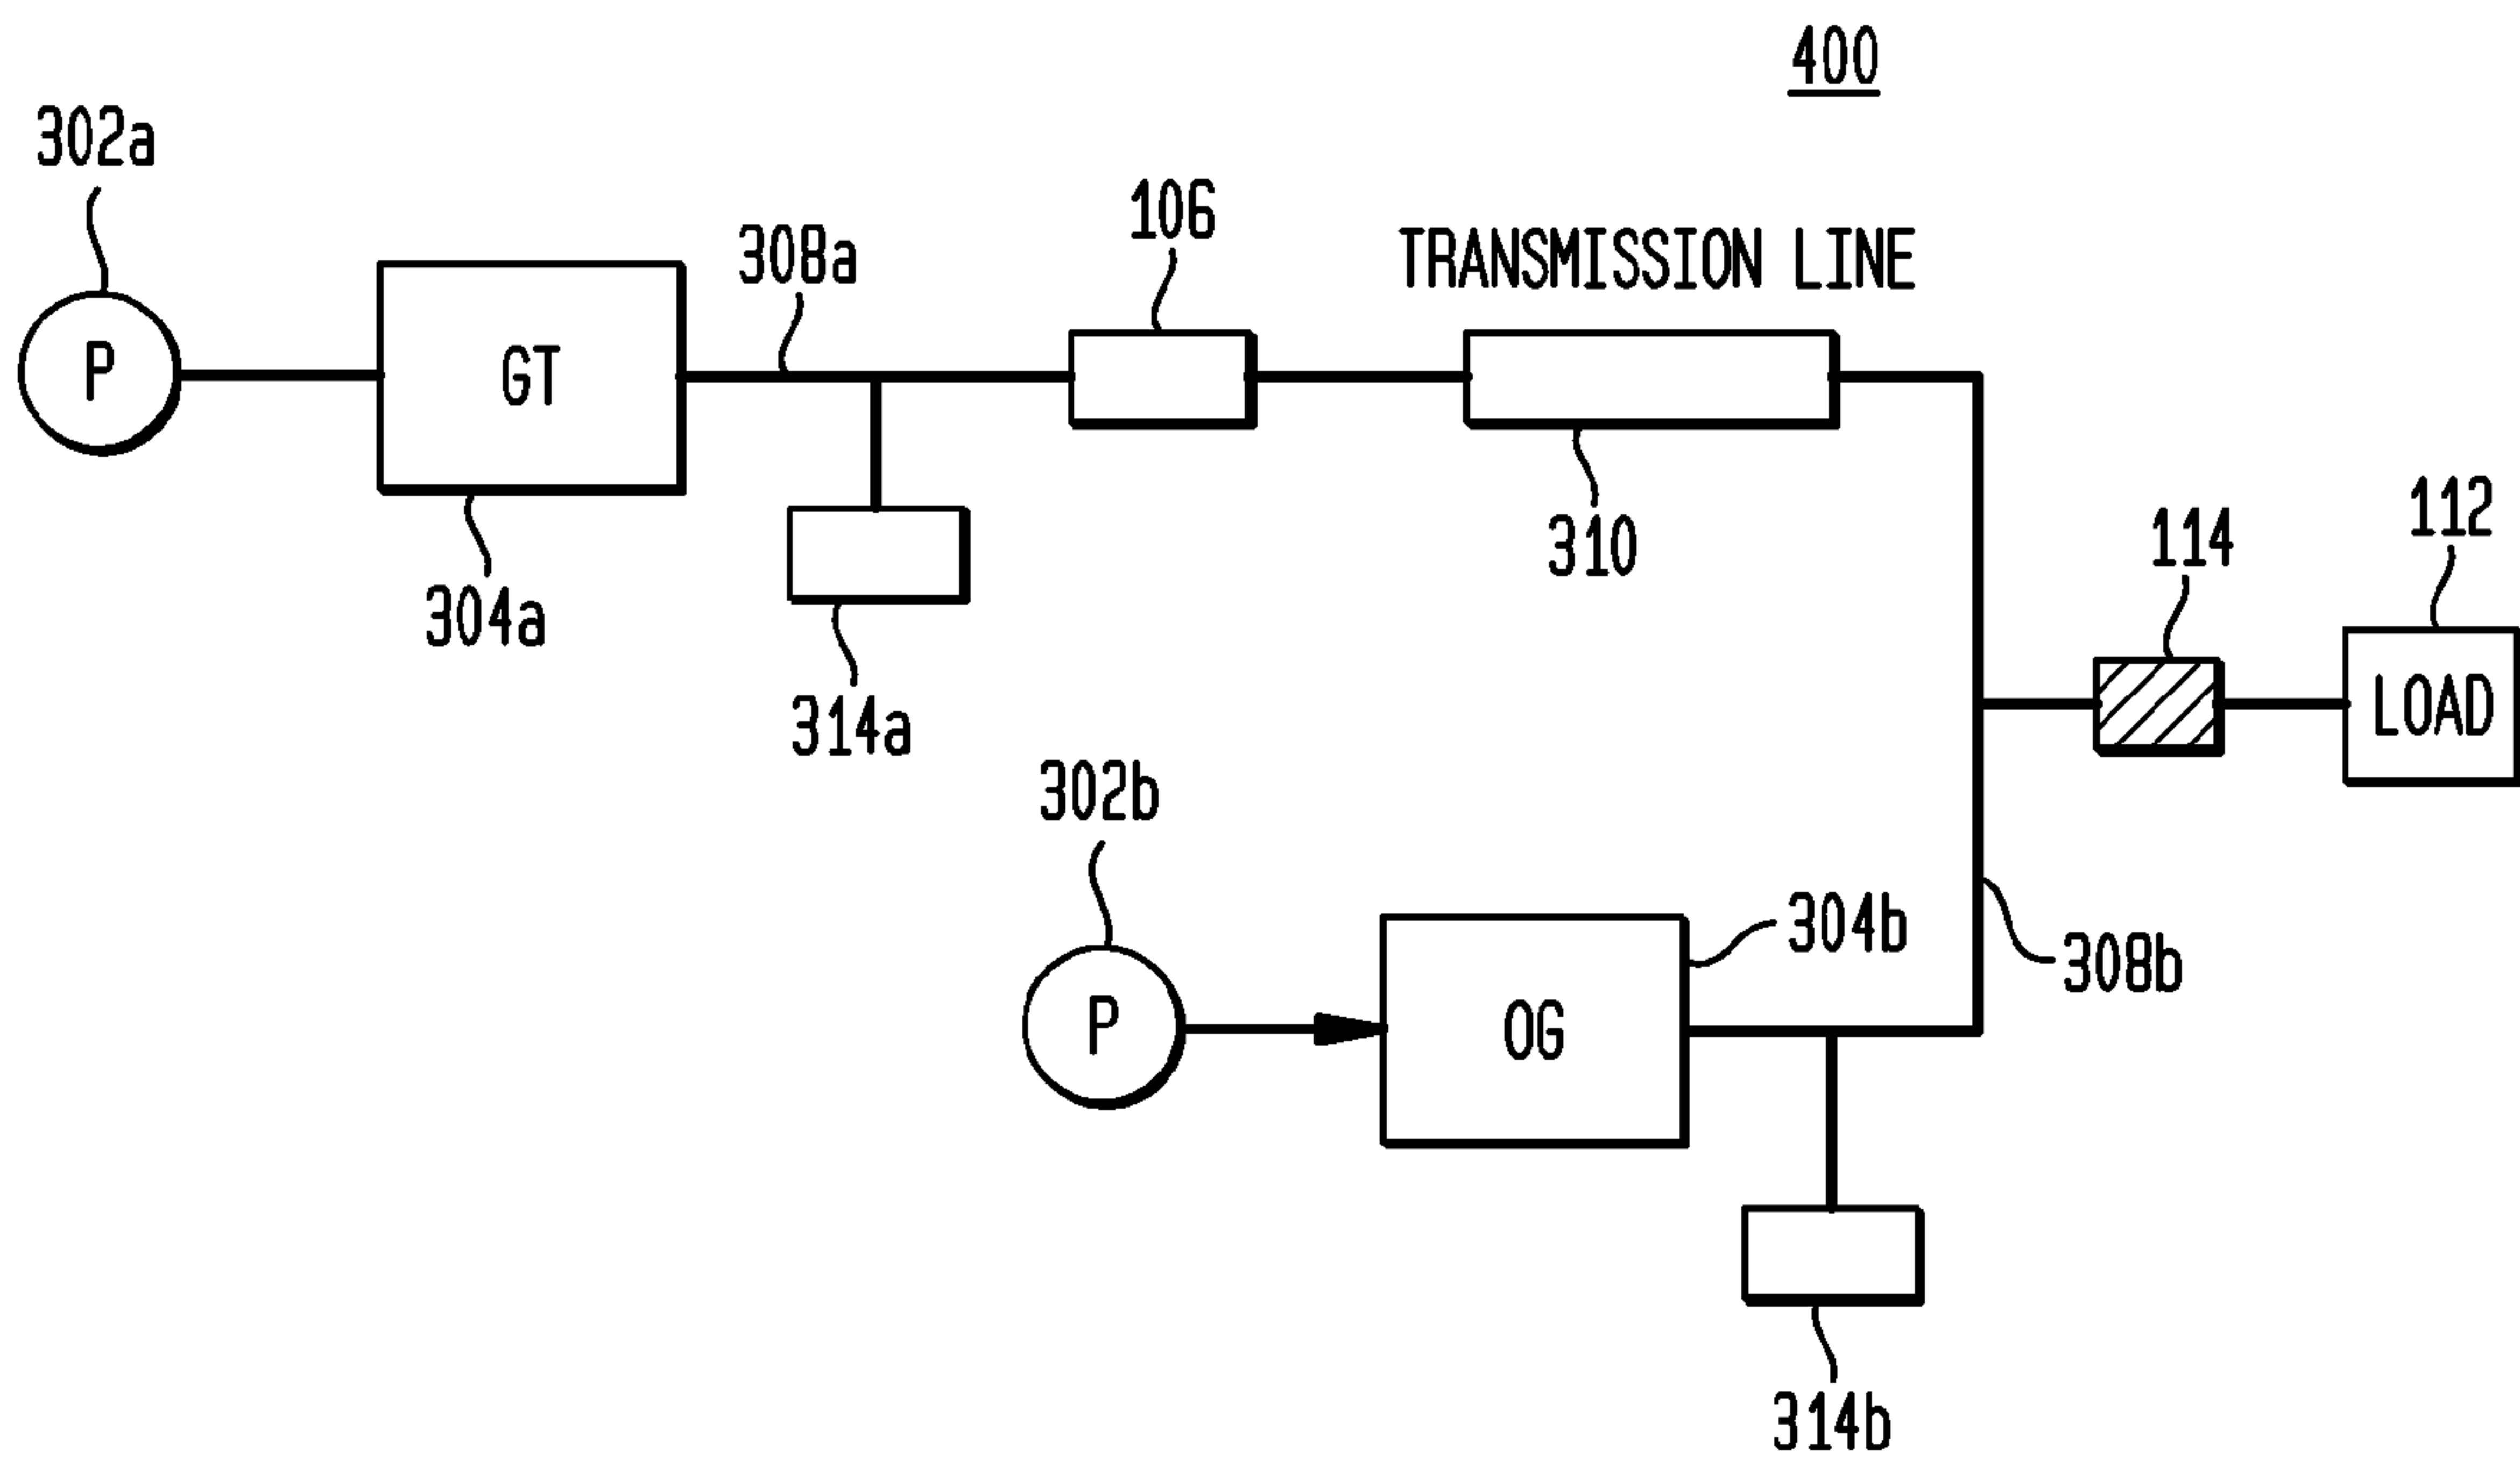 400
302a
106
308a
TRANSMISSION LINE
P
GT
112
114
310
304a
LOAD
314a
302b
304b
308b
P
OG
314b